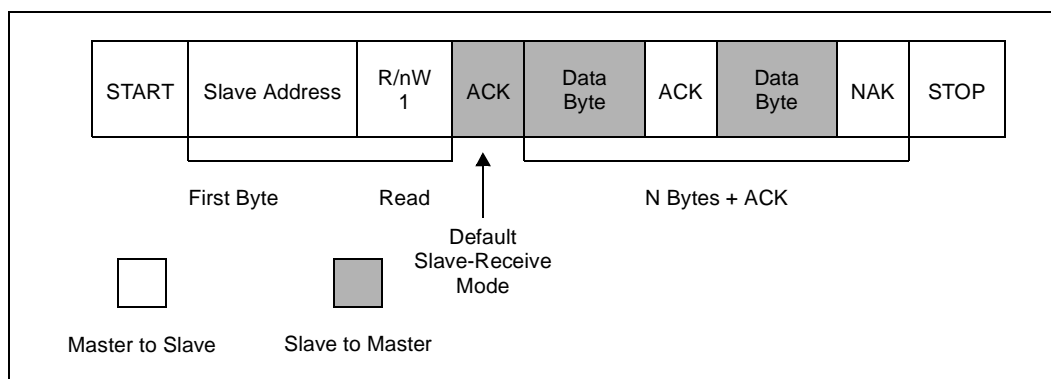 START Slave Address R/nW 1 ACK Data Byte ACK Data Byte NAK STOP
First Byte Read N Bytes + ACK
Default
Slave-Receive
Mode
Master to Slave Slave to Master